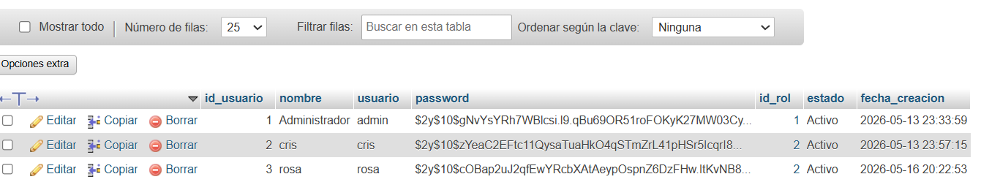 Mostrar todo | Número de filas: 25 Filtrar filas: Buscar en esta tabla Ordenar según la clave: Ninguna
Opciones extra
←T→ id_usuario nombre usuario password id_rol estado fecha_creacion
Editar Copiar Borrar 1 Administrador admin $2y$10$gNvYsYRh7WBlcsi.l9.qBu69OR51roFOKyK27MW03Cy... 1 Activo 2026-05-13 23:33:59
Editar Copiar Borrar 2 cris cris $2y$10$zYeaC2EFtc11QysaTuaHkO4qSTmZrL41pHSr5lcqrl8... 2 Activo 2026-05-13 23:57:15
Editar Copiar Borrar 3 rosa rosa $2y$10$cOBap2uJ2qfEwYRcbXAtAeypOspnZ6DzFHw.ltKvNB8... 2 Activo 2026-05-16 20:22:53